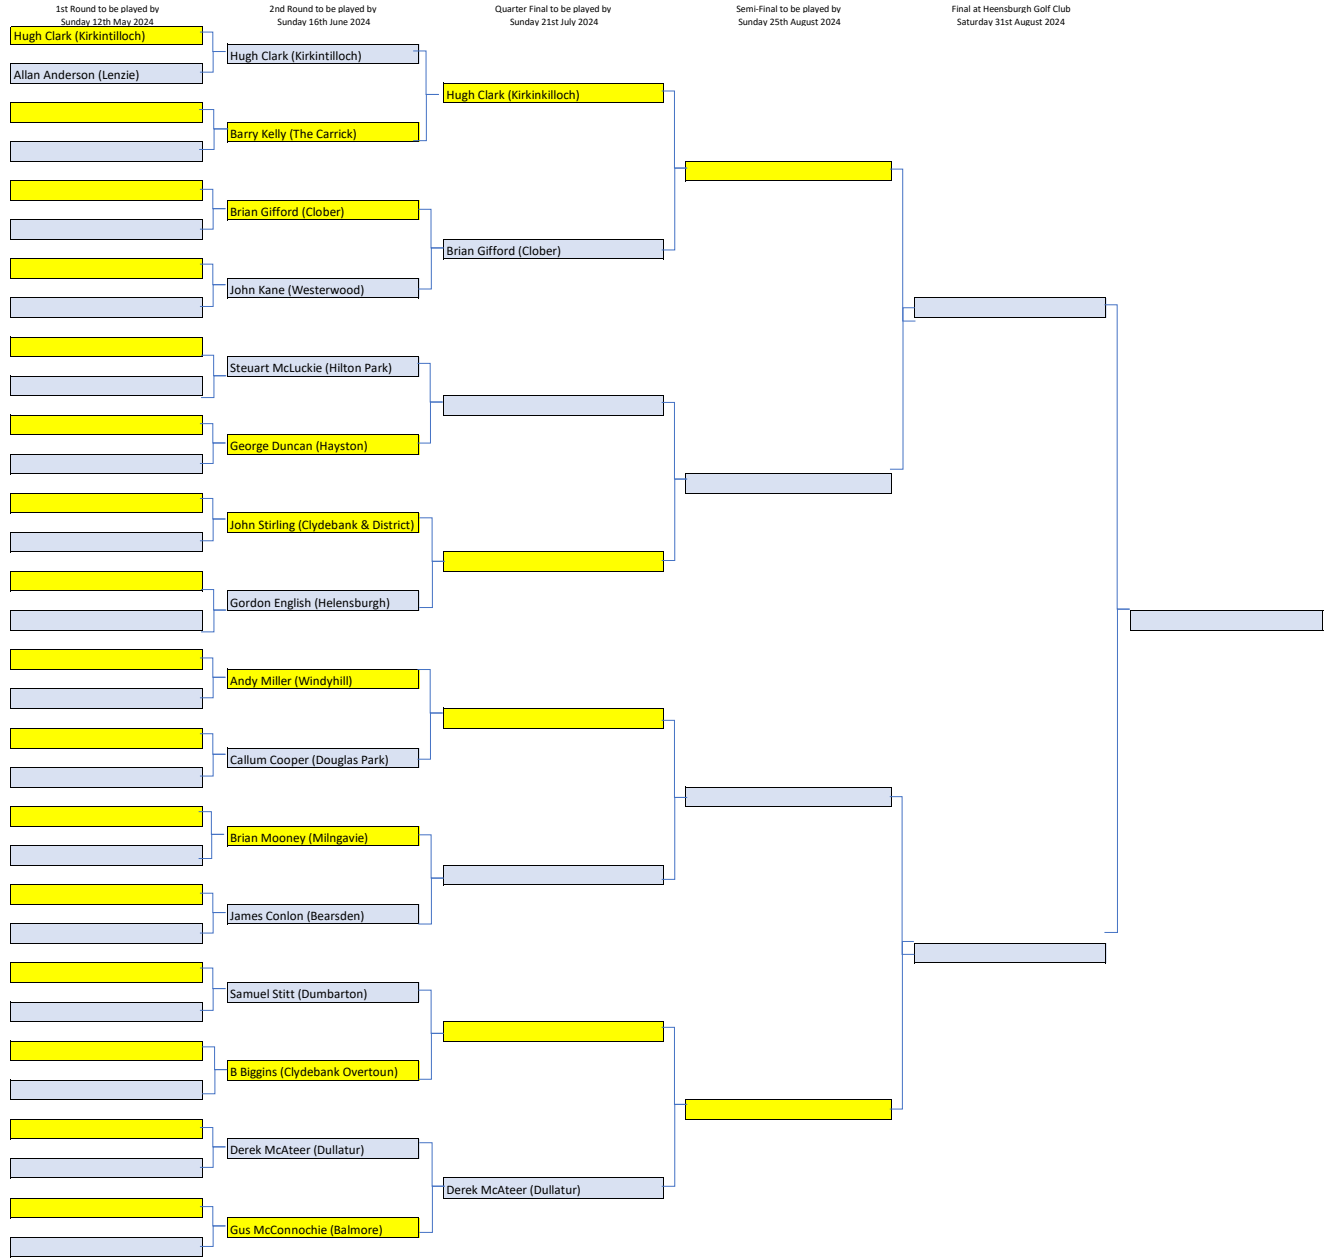 1st Round to be played by
Sunday 12th May 2024
2nd Round to be played by
Sunday 16th June 2024
Quarter Final to be played by
Sunday 21st July 2024
Semi-Final to be played by
Sunday 25th August 2024
Final at Heensburgh Golf Club
Saturday 31st August 2024
Hugh Clark (Kirkintilloch)
Allan Anderson (Lenzie)
Hugh Clark (Kirkintilloch)
Barry Kelly (The Carrick)
Brian Gifford (Clober)
John Kane (Westerwood)
Steuart McLuckie (Hilton Park)
George Duncan (Hayston)
John Stirling (Clydebank & District)
Gordon English (Helensburgh)
Andy Miller (Windyhill)
Callum Cooper (Douglas Park)
Brian Mooney (Milngavie)
James Conlon (Bearsden)
Samuel Stitt (Dumbarton)
B Biggins (Clydebank Overtoun)
Derek McAteer (Dullatur)
Gus McConnochie (Balmore)
Hugh Clark (Kirkinkilloch)
Brian Gifford (Clober)
Derek McAteer (Dullatur)